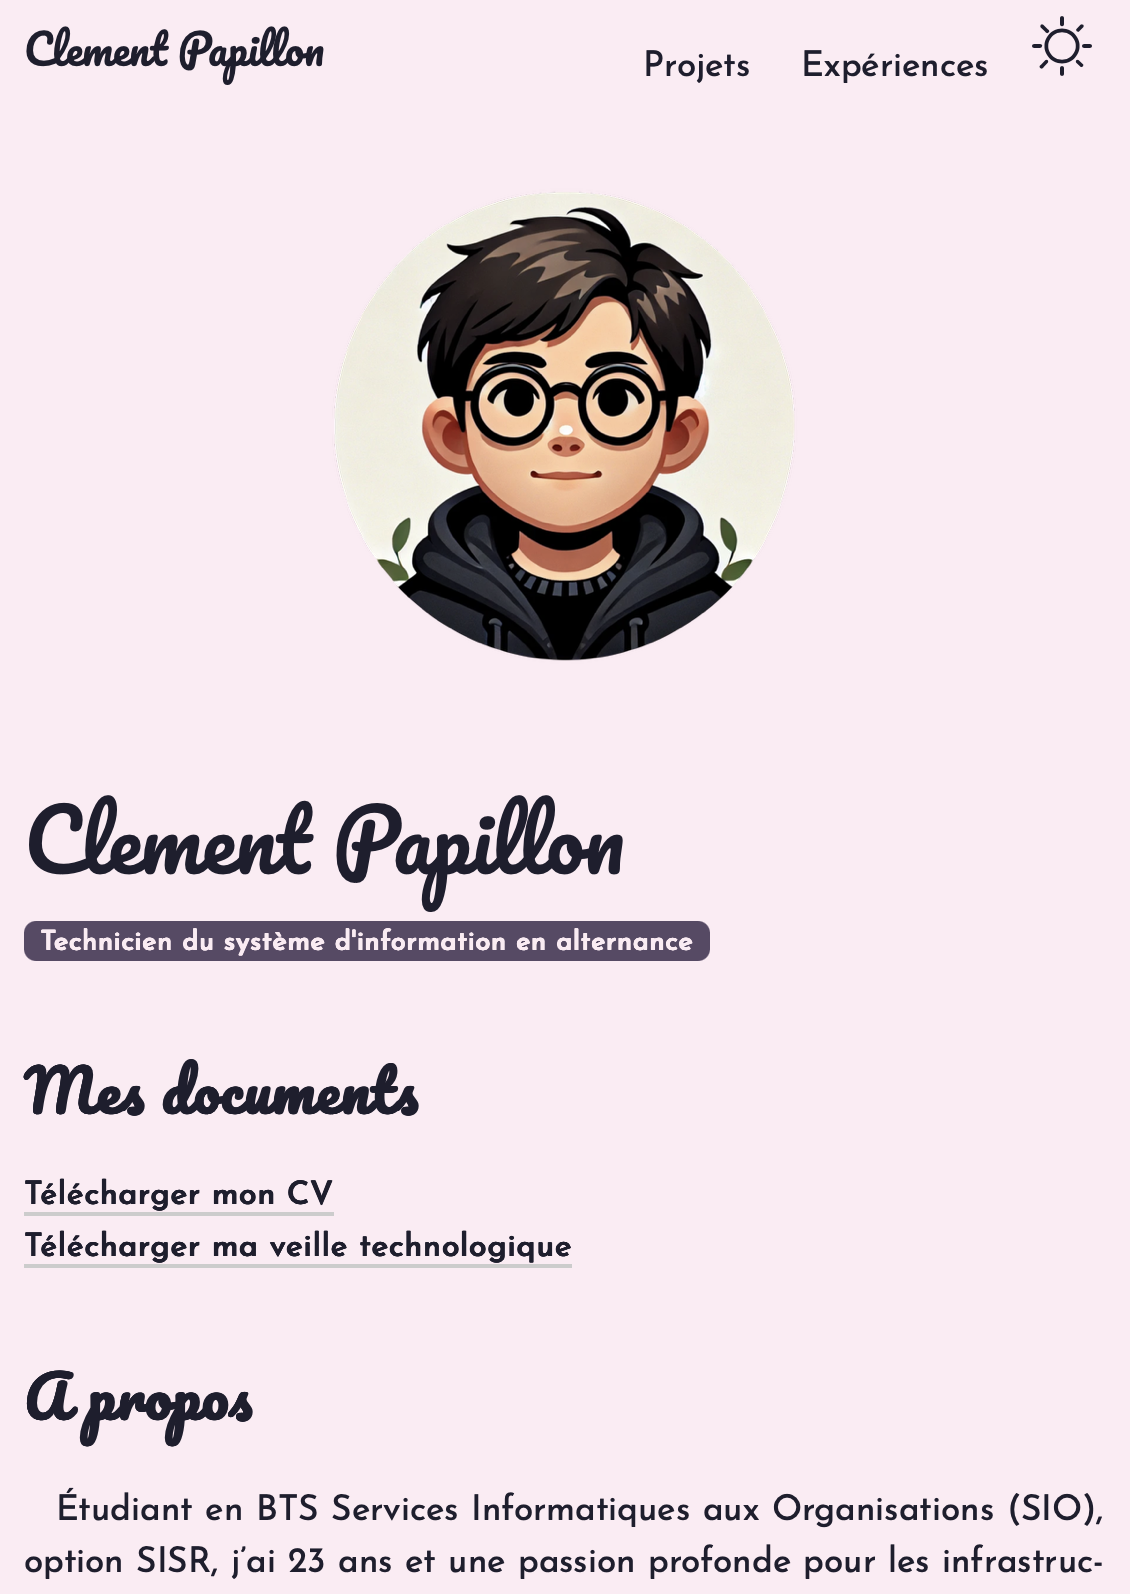 Clement Papillon
Projets Expériences
Clement Papillon
Technicien du système d'information en alternance
Mes documents
Télécharger mon CV
Télécharger ma veille technologique
A propos
Étudiant en BTS Services Informatiques aux Organisations (SIO),
option SISR, j’ai 23 ans et une passion profonde pour les infrastruc-